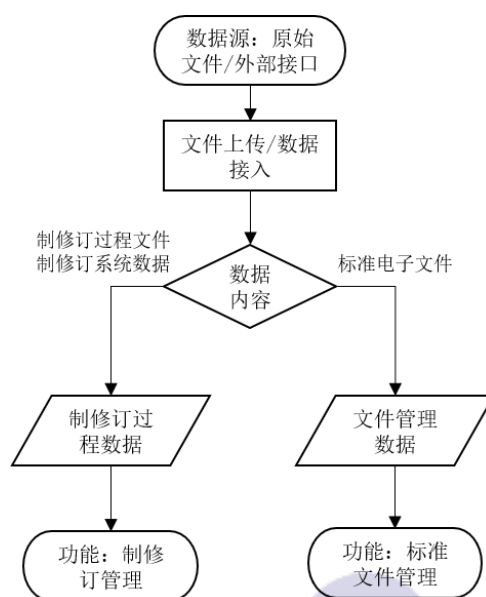 数据源：原始
文件/外部接口
文件上传/数据
接入
制修订过程文件
制修订系统数据
数据
内容
标准电子文件
制修订过
程数据
文件管理
数据
功能：制修
订管理
功能：标准
文件管理